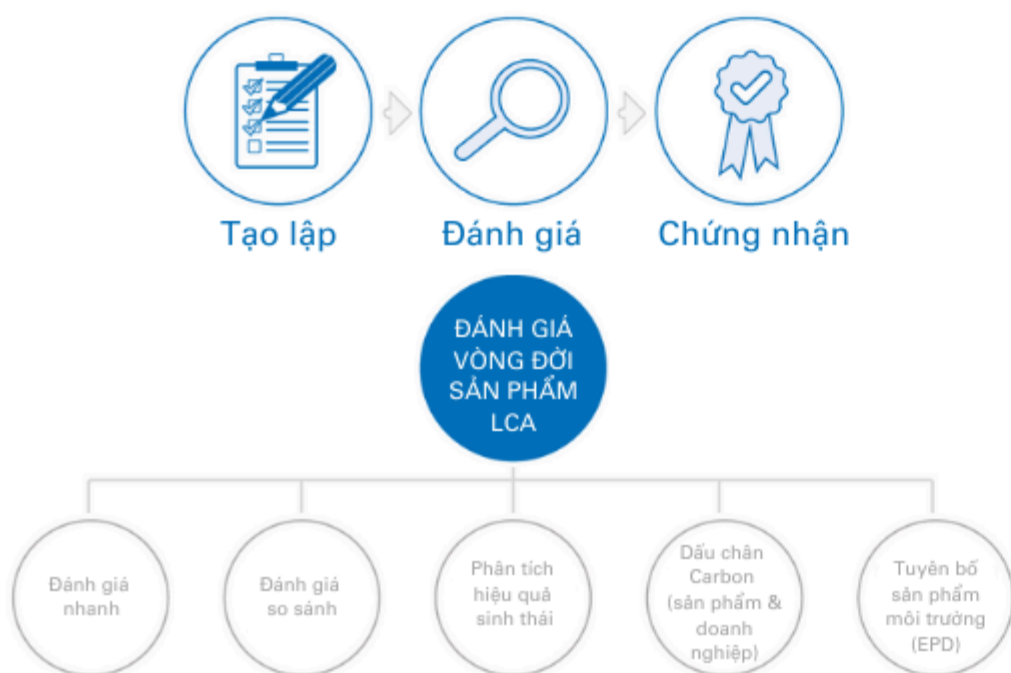 Tạo lập
Đánh giá
Chứng nhận
ĐÁNH GIÁ
VÒNG ĐỜI
SẢN PHẨM
LCA
Đánh giá
nhanh
Đánh giá
so sánh
Phân tích
hiệu quả
sinh thái
Dấu chân
Carbon
(sản phẩm &
doanh
nghiệp)
Tuyên bố
sản phẩm
môi trường
(EPD)